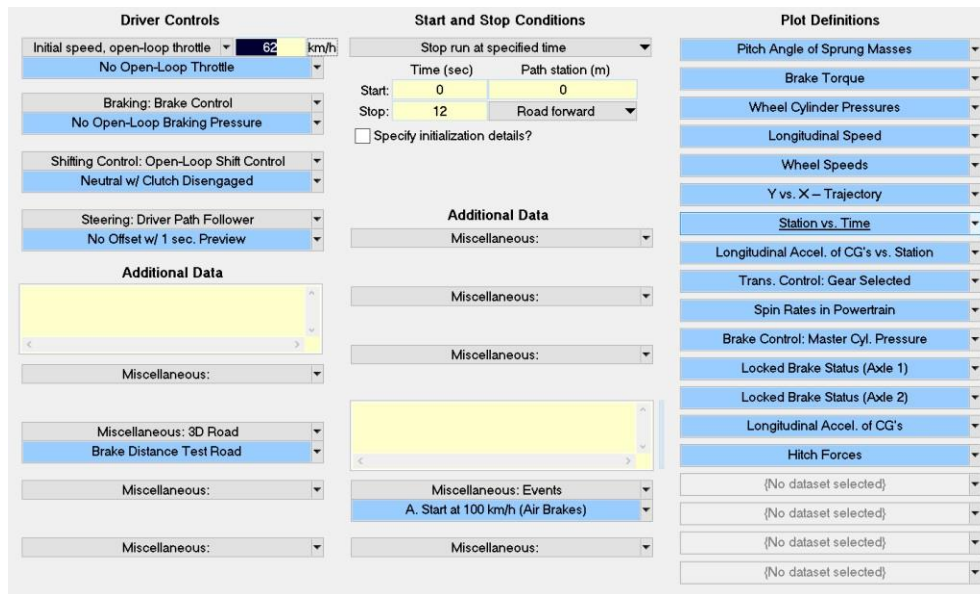 Driver Controls
Initial speed, open-loop throttle 62 km/h
No Open-Loop Throttle
Braking: Brake Control
No Open-Loop Braking Pressure
Shifting Control: Open-Loop Shift Control
Neutral w/ Clutch Disengaged
Steering: Driver Path Follower
No Offset w/ 1 sec. Preview
Additional Data
Miscellaneous:
Miscellaneous: 3D Road
Brake Distance Test Road
Miscellaneous:
Miscellaneous:
Start and Stop Conditions
Stop run at specified time
Time (sec) Path station (m)
Start: 0 0
Stop: 12 Road forward
Specify initialization details?
Additional Data
Miscellaneous:
Miscellaneous:
Miscellaneous:
Miscellaneous: Events
A. Start at 100 km/h (Air Brakes)
Miscellaneous:
Plot Definitions
Pitch Angle of Sprung Masses
Brake Torque
Wheel Cylinder Pressures
Longitudinal Speed
Wheel Speeds
Y vs. X – Trajectory
Station vs. Time
Longitudinal Accel. of CG's vs. Station
Trans. Control: Gear Selected
Spin Rates in Powertrain
Brake Control: Master Cyl. Pressure
Locked Brake Status (Axle 1)
Locked Brake Status (Axle 2)
Longitudinal Accel. of CG's
Hitch Forces
{No dataset selected}
{No dataset selected}
{No dataset selected}
{No dataset selected}